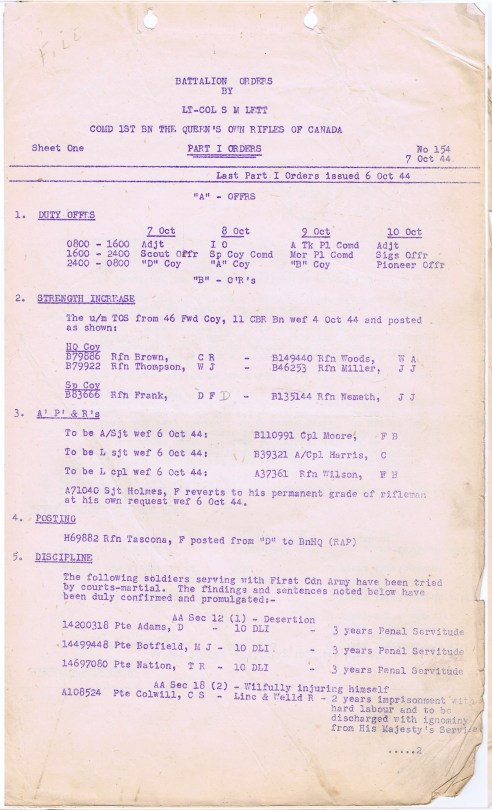 FILE
BATTALION ORDERS
BY
LT-COL S M LETT
COMD 1ST BN THE QUEEN'S OWN RIFLES OF CANADA
Sheet One PART I ORDERS No 154
7 Oct 44
Last Part I Orders issued 6 Oct 44
"A" - OFFRS
1. DUTY OFFRS
7 Oct 8 Oct 9 Oct 10 Oct
0800 - 1600 Adjt I O A Tk Pl Comd Adjt
1600 - 2400 Scout Offr Sp Coy Comd Mor Pl Comd Sigs Offr
2400 - 0800 "D" Coy "A" Coy "B" Coy Pioneer Offr
"B" - O'R's
2. STRENGTH INCREASE
The u/m TOS from 46 Fwd Coy, 11 CBR Bn wef 4 Oct 44 and posted
as shown:
HQ Coy
B79886 Rfn Brown, C R - B149440 Rfn Woods, W A
B79922 Rfn Thompson, W J - B46253 Rfn Miller, J J
Sp Coy
B83666 Rfn Frank, D F D - B135144 Rfn Nemeth, J J
3. A' P' & R's
To be A/Sjt wef 6 Oct 44: B110991 Cpl Moore, F B
To be L sjt wef 6 Oct 44: B39321 A/Cpl Harris, C
To be L cpl wef 6 Oct 44: A37361 Rfn Wilson, F H
A71040 Sjt Holmes, F reverts to his permanent grade of rifleman
at his own request wef 6 Oct 44.
4. POSTING
H69882 Rfn Tascona, F posted from "D" to BnHQ (RAP)
5. DISCIPLINE
The following soldiers serving with First Cdn Army have been tried
by courts-martial. The findings and sentences noted below have
been duly confirmed and promulgated:-
AA Sec 12 (1) - Desertion
14200318 Pte Adams, D - 10 DLI - 3 years Penal Servitude
14499448 Pte Botfield, M J - 10 DLI - 3 years Penal Servitude
14697080 Pte Nation, T R - 10 DLI - 3 years Penal Servitude
AA Sec 18 (2) - Wilfully injuring himself
A108524 Pte Colwill, C S - Linc & Welld R - 2 years imprisonment with
hard labour and to be
discharged with ignominy
from His Majesty's Service
.....2